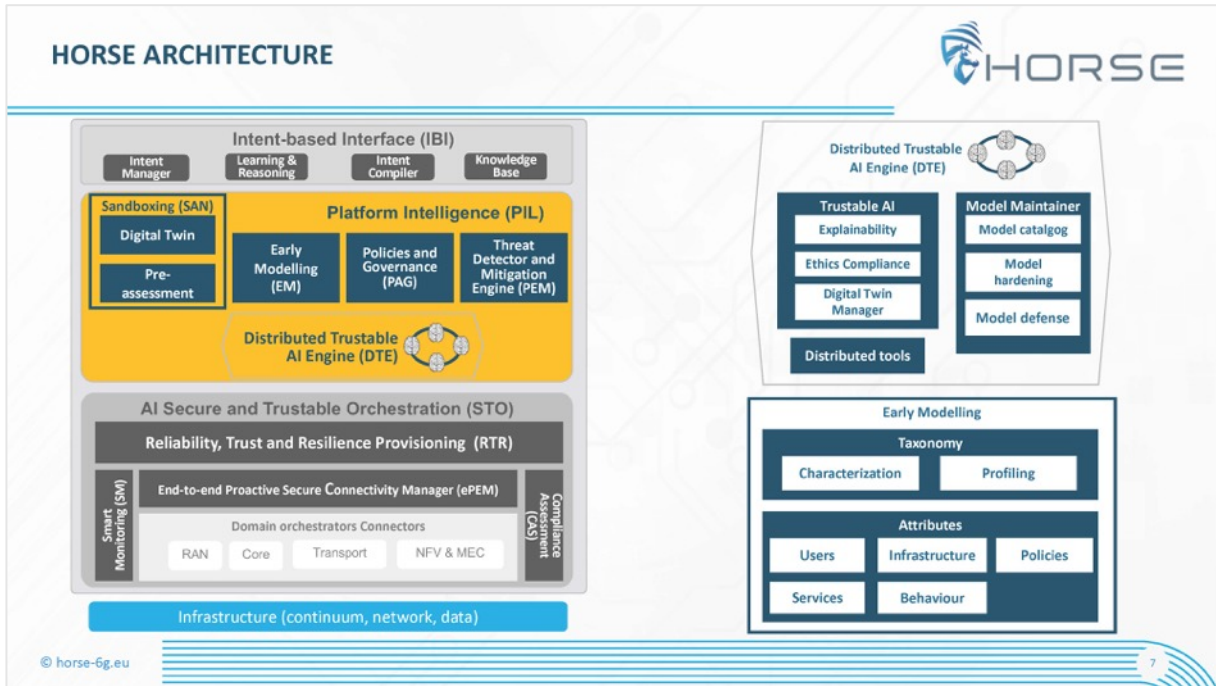 HORSE ARCHITECTURE
HORSE
Intent-based Interface (IBI)
Intent
Manager
Learning &
Reasoning
Intent
Compiler
Knowledge
Base
Sandboxing (SAN)
Digital Twin
Pre-
assessment
Platform Intelligence (PIL)
Early
Modelling
(EM)
Policies and
Governance
(PAG)
Threat
Detector and
Mitigation
Engine (PEM)
Distributed Trustable
AI Engine (DTE)
AI Secure and Trustable Orchestration (STO)
Reliability, Trust and Resilience Provisioning (RTR)
Smart
Monitoring (SM)
End-to-end Proactive Secure Connectivity Manager (ePEM)
Domain orchestrators Connectors
RAN
Core
Transport
NFV & MEC
Compliance
Assessment
(CAS)
Infrastructure (continuum, network, data)
Distributed Trustable
AI Engine (DTE)
Trustable AI
Explainability
Ethics Compliance
Digital Twin
Manager
Model Maintainer
Model catalgog
Model
hardening
Model defense
Distributed tools
Early Modelling
Taxonomy
Characterization
Profiling
Attributes
Users
Infrastructure
Policies
Services
Behaviour
© horse-6g.eu
7